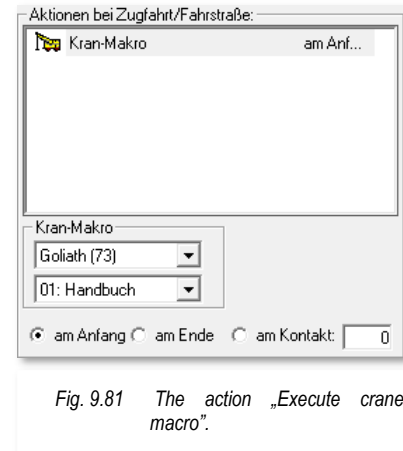 Aktionen bei Zugfahrt/Fahrstraße:
Kran-Makro am Anf...
Kran-Makro
Goliath (73)
01: Handbuch
am Anfang am Ende am Kontakt: 0
Fig. 9.81 The action „Execute crane
macro”.